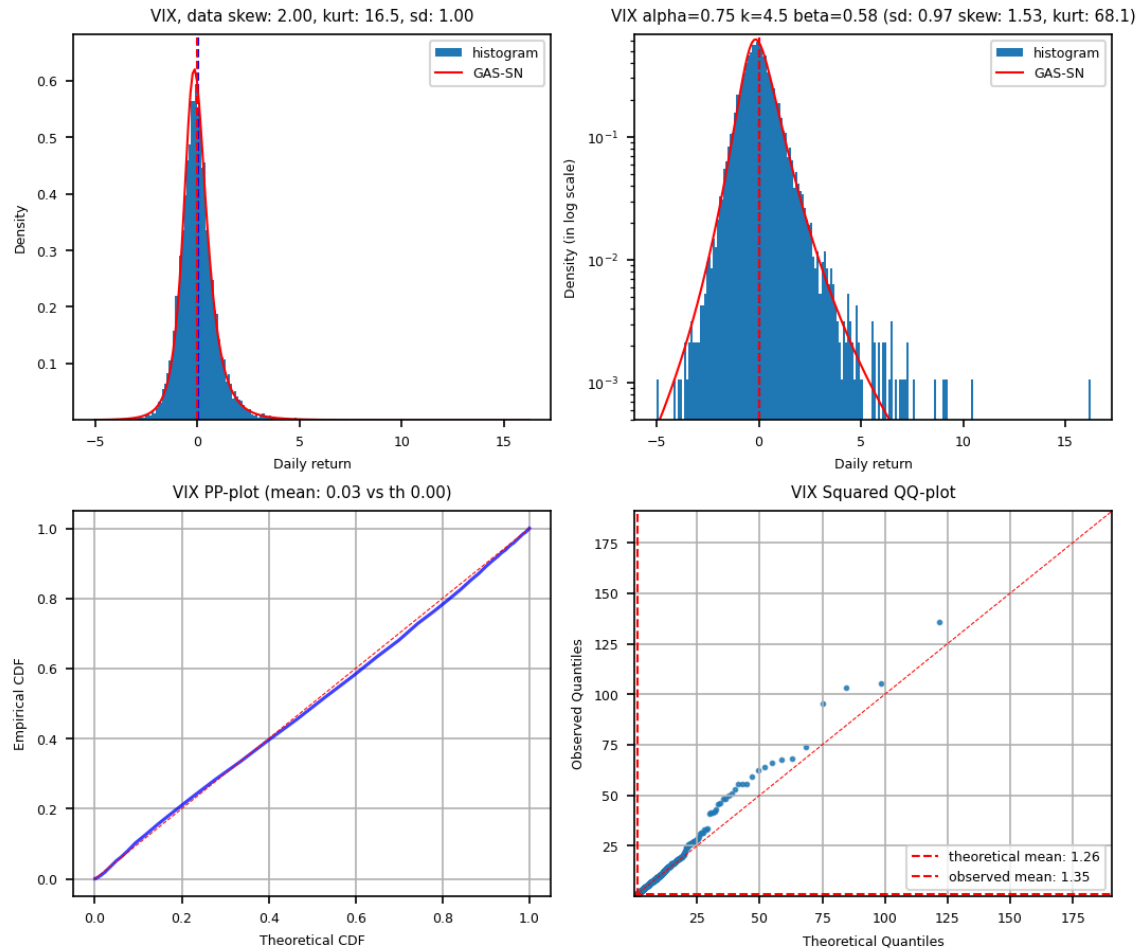 VIX, data skew: 2.00, kurt: 16.5, sd: 1.00
histogram
GAS-SN
0.6
0.5
0.4
0.3
0.2
0.1
Density
−5
0
5
10
15
Daily return
VIX alpha=0.75 k=4.5 beta=0.58 (sd: 0.97 skew: 1.53, kurt: 68.1)
histogram
GAS-SN
10−1
10−2
10−3
Density (in log scale)
−5
0
5
10
15
Daily return
VIX PP-plot (mean: 0.03 vs th 0.00)
1.0
0.8
0.6
0.4
0.2
0.0
Empirical CDF
0.0
0.2
0.4
0.6
0.8
1.0
Theoretical CDF
VIX Squared QQ-plot
175
150
125
100
75
50
25
Observed Quantiles
theoretical mean: 1.26
observed mean: 1.35
25
50
75
100
125
150
175
Theoretical Quantiles